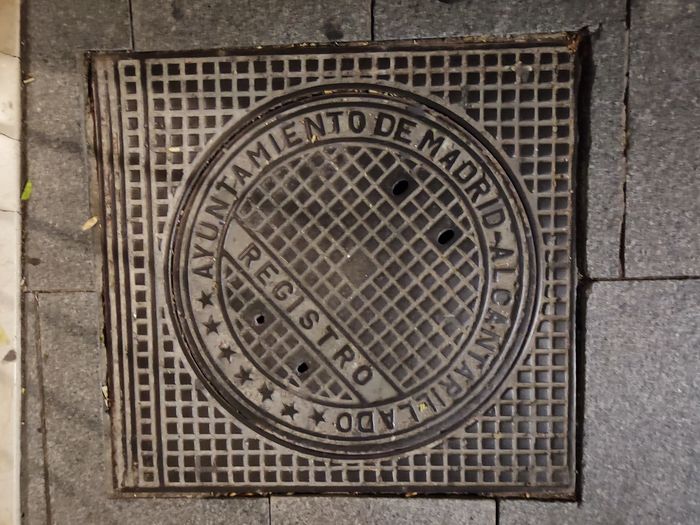 AYUNTAMIENTO DE MADRID-ALCANTARILLADO
REGISTRO